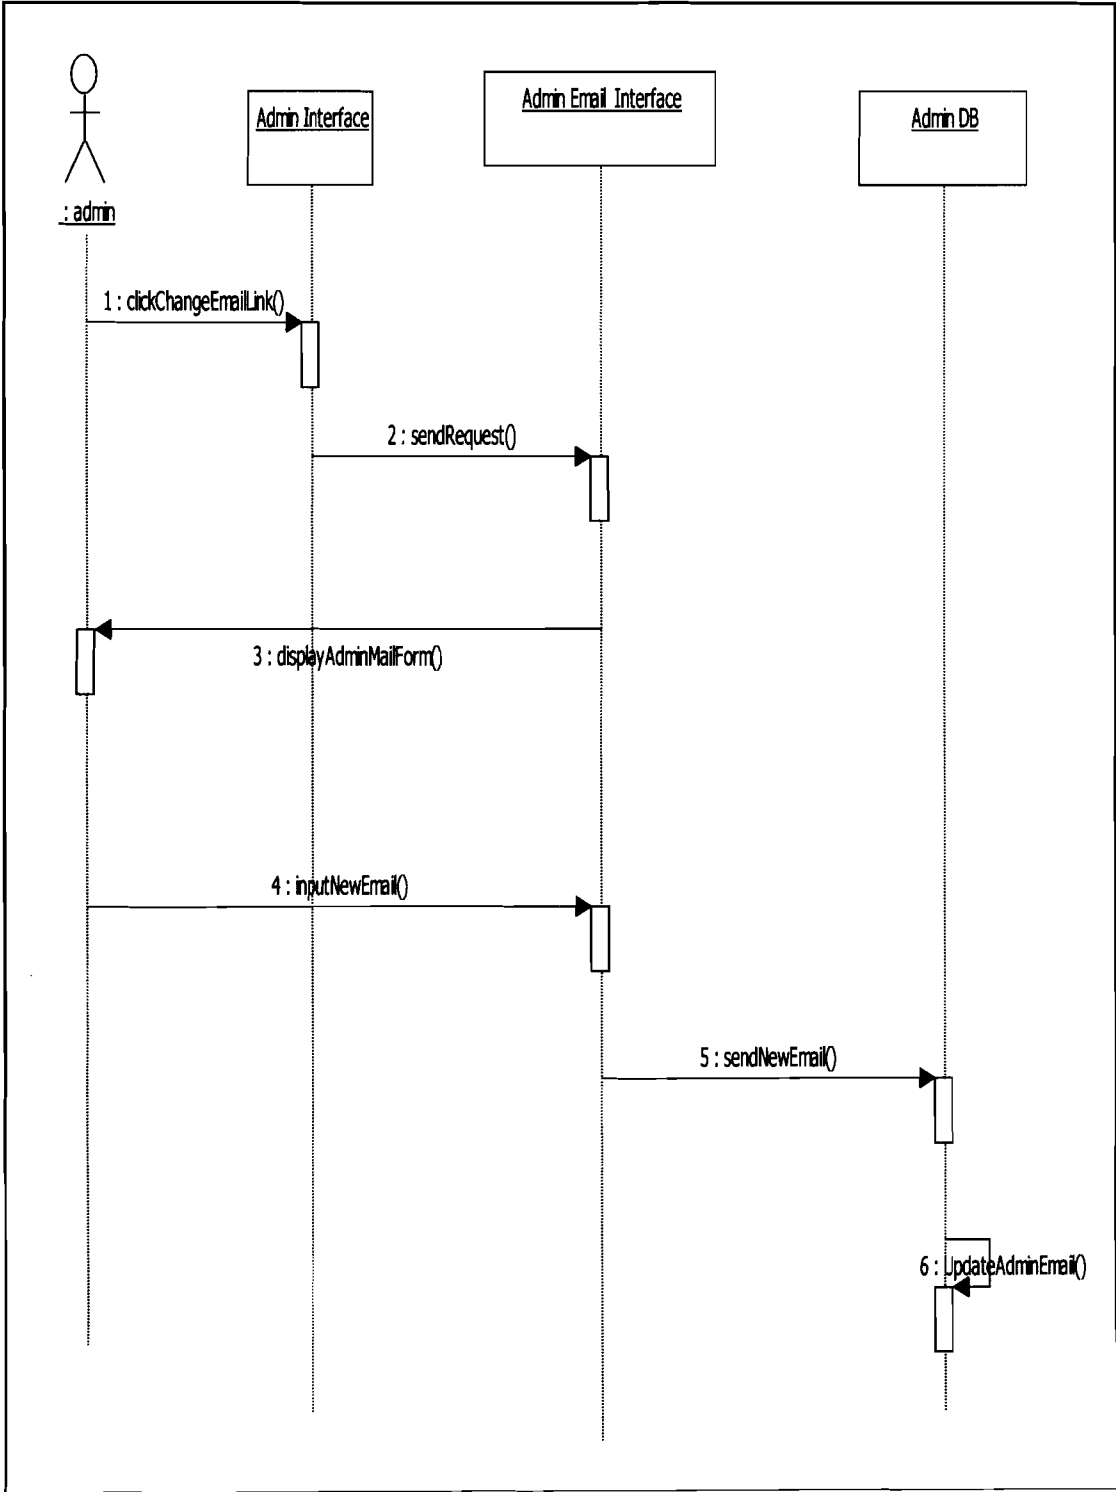 Admin Interface
Admin Email Interface
Admin DB
: admin
1 : clickChangeEmailLink()
2 : sendRequest()
3 : displayAdminMailForm()
4 : inputNewEmail()
5 : sendNewEmail()
6 : UpdateAdminEmail()